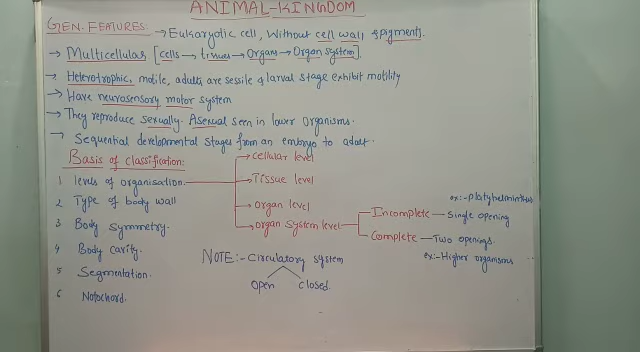 ANIMAL-KINGDOM
GEN. FEATURES:- → Eukaryotic cell, without cell wall & pigments.
→ Multicellular [cells → tissues → Organs → Organ system].
→ Heterotrophic, motile, adults are sessile & larval stage exhibit motility
→ Have neurosensory motor system
→ They reproduce sexually. Asexual seen in lower Organisms.
→ Sequential developmental stages from an embryo to adult.
Basis of classification:
1 levels of organisation. → Cellular level
→ Tissue level
→ Organ level
→ Organ System level
Incomplete — Single opening
ex:- Platyhelminthes
Complete — Two openings.
ex:- Higher organisms
2 Type of body wall
3 Body Symmetry.
4 Body cavity.
5 Segmentation.
6 Notochord.
NOTE:- Circulatory system
Open closed.